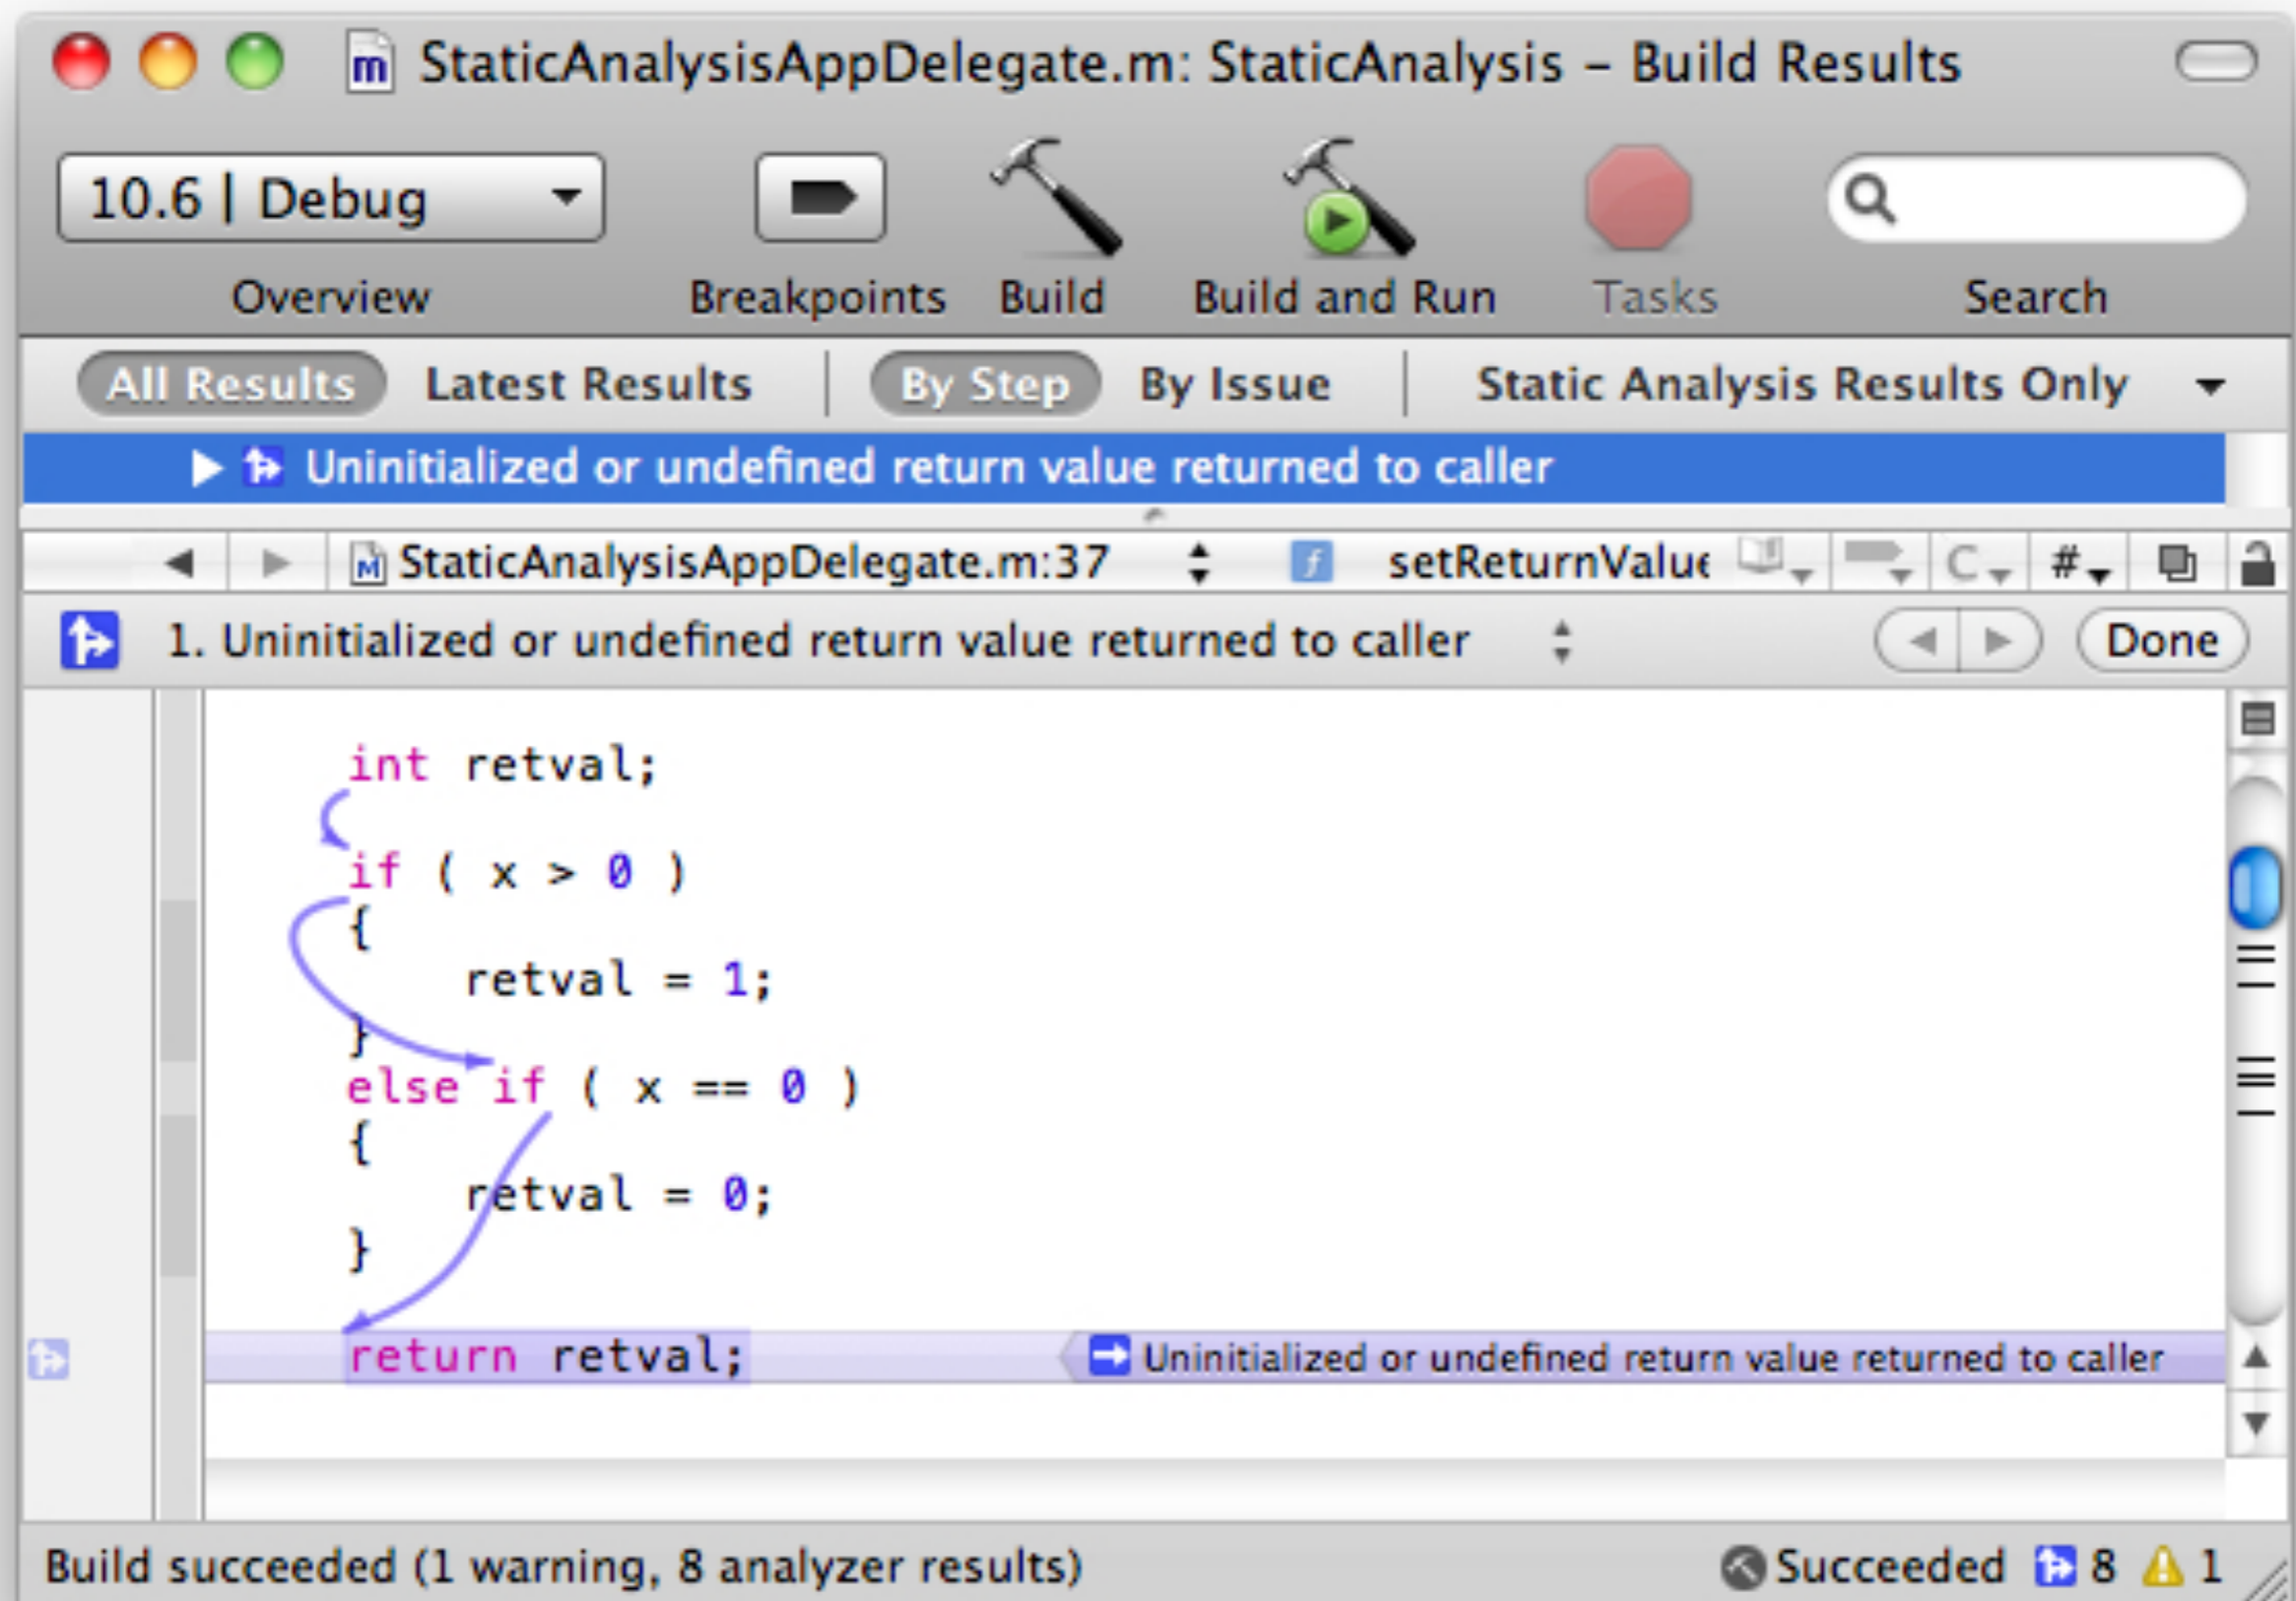 StaticAnalysisAppDelegate.m: StaticAnalysis – Build Results
10.6 | Debug
Overview Breakpoints Build Build and Run Tasks Search
All Results Latest Results By Step By Issue Static Analysis Results Only
Uninitialized or undefined return value returned to caller
StaticAnalysisAppDelegate.m:37 setReturnValue C #
1. Uninitialized or undefined return value returned to caller Done
int retval;
if ( x > 0 )
{
retval = 1;
}
else if ( x == 0 )
{
retval = 0;
}
return retval; Uninitialized or undefined return value returned to caller
Build succeeded (1 warning, 8 analyzer results) Succeeded 8 1